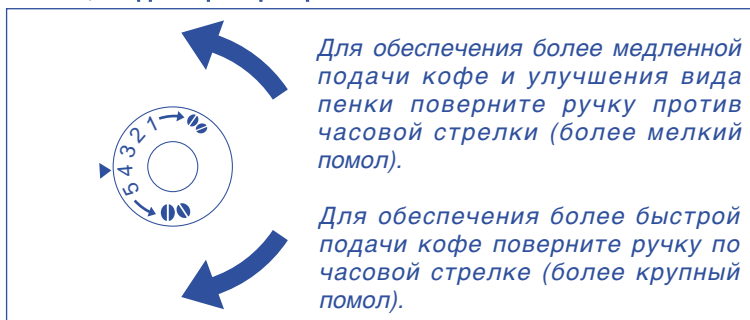 Для обеспечения более медленной
подачи кофе и улучшения вида
пенки поверните ручку против
часовой стрелки (более мелкий
помол).
1
2
3
4
5
Для обеспечения более быстрой
подачи кофе поверните ручку по
часовой стрелке (более крупный
помол).